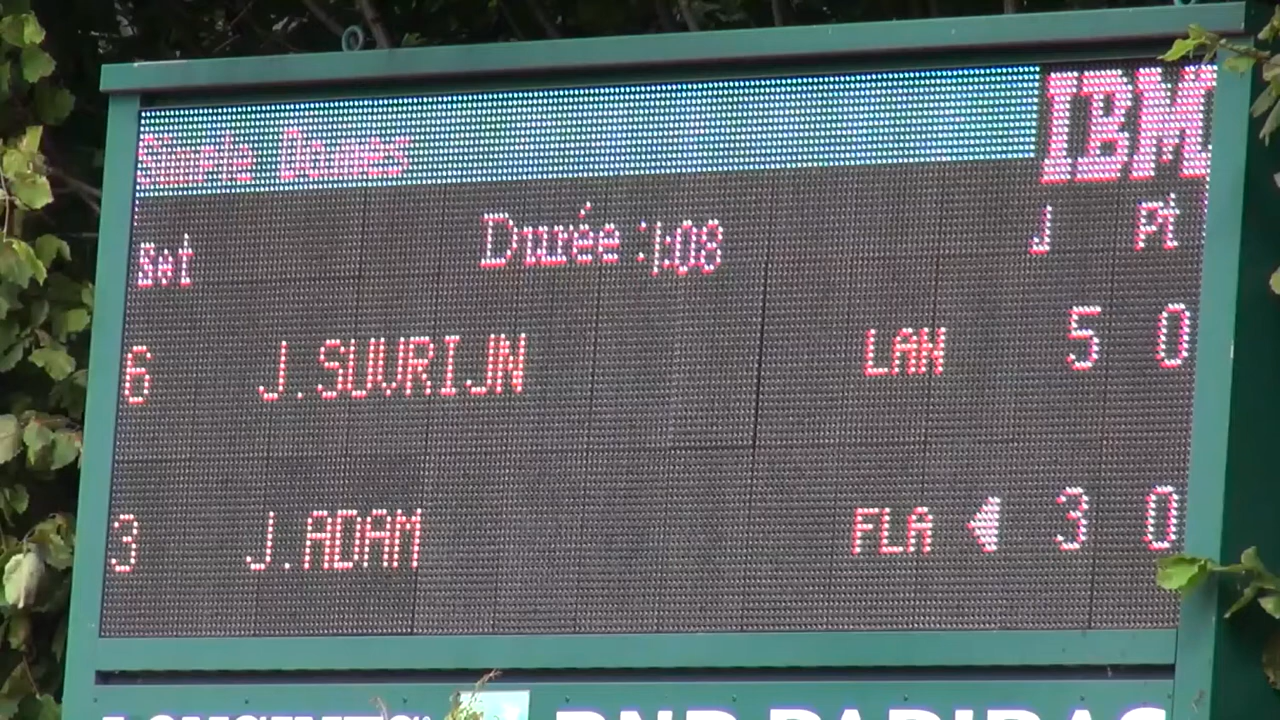 Simple Dames IBM
Set Durée :1:08 J Pt
6 J.SUVRIJN LAN 5 0
3 J.ADAM FLA 3 0
BNP PARIBAS